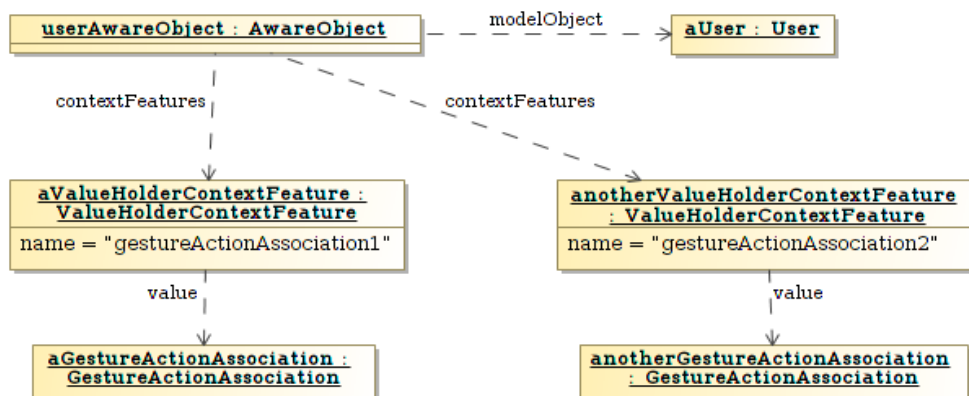 userAwareObject : AwareObject
modelObject
aUser : User
contextFeatures
contextFeatures
aValueHolderContextFeature :
ValueHolderContextFeature
name = "gestureActionAssociation1"
anotherValueHolderContextFeature
: ValueHolderContextFeature
name = "gestureActionAssociation2"
value
value
aGestureActionAssociation :
GestureActionAssociation
anotherGestureActionAssociation
: GestureActionAssociation